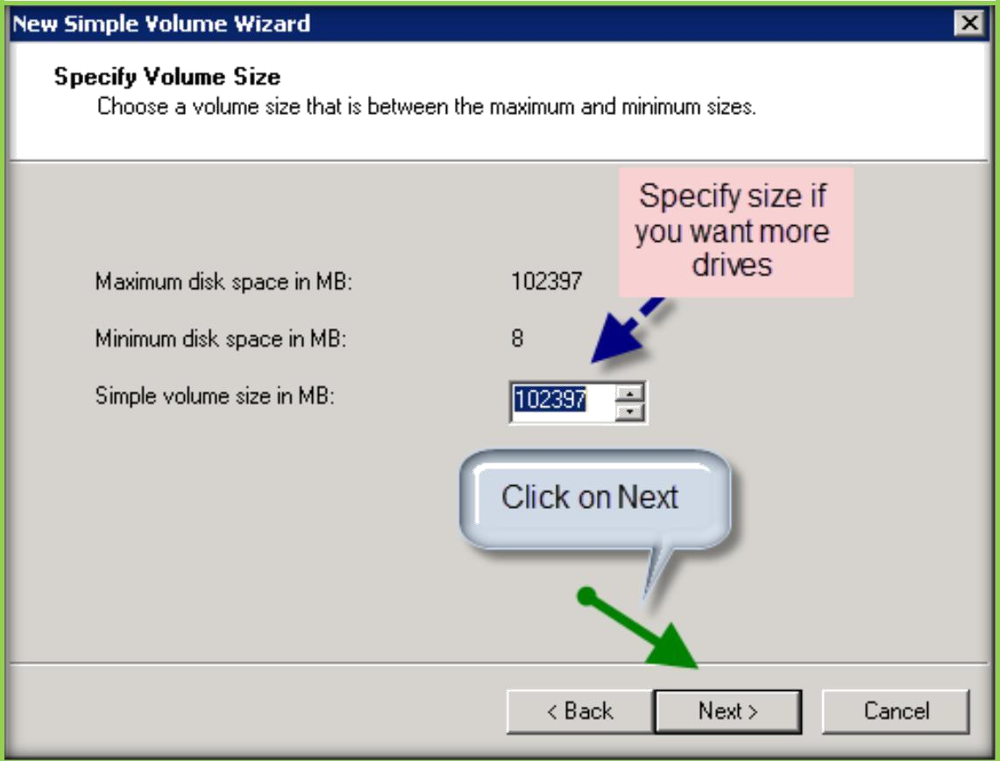 New Simple Volume Wizard
Specify Volume Size
Choose a volume size that is between the maximum and minimum sizes.
Specify size if
you want more
drives
Maximum disk space in MB: 102397
Minimum disk space in MB: 8
Simple volume size in MB: 102397
Click on Next
< Back Next > Cancel